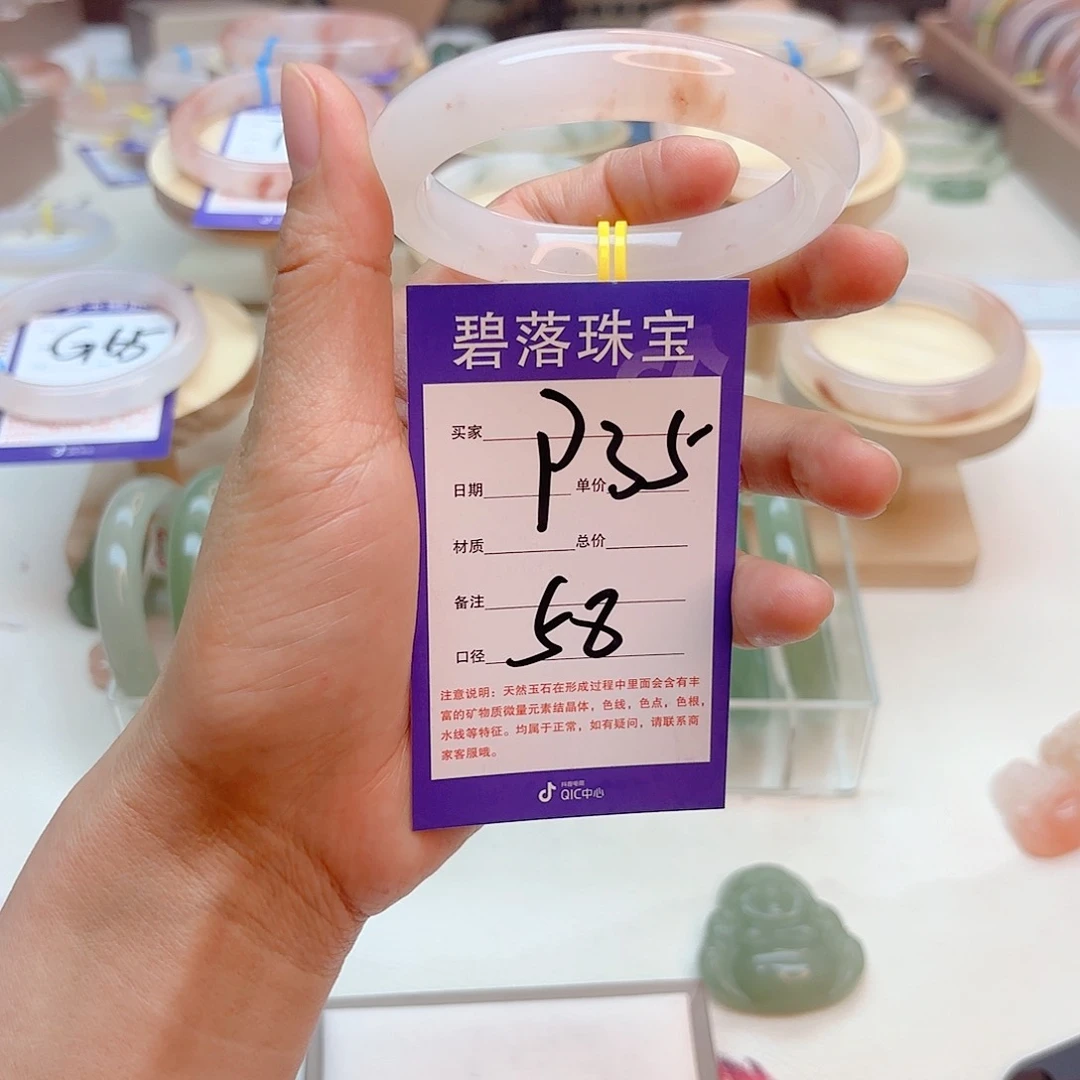 碧落珠宝
买家
P35
日期 单价
材质 总价
备注
58
口径
注意说明：天然玉石在形成过程中里面会含有丰
富的矿物质微量元素结晶体，色线，色点，色根，
水线等特征。均属于正常，如有疑问，请联系商
家客服哦。
抖音电商
QIC中心
G65